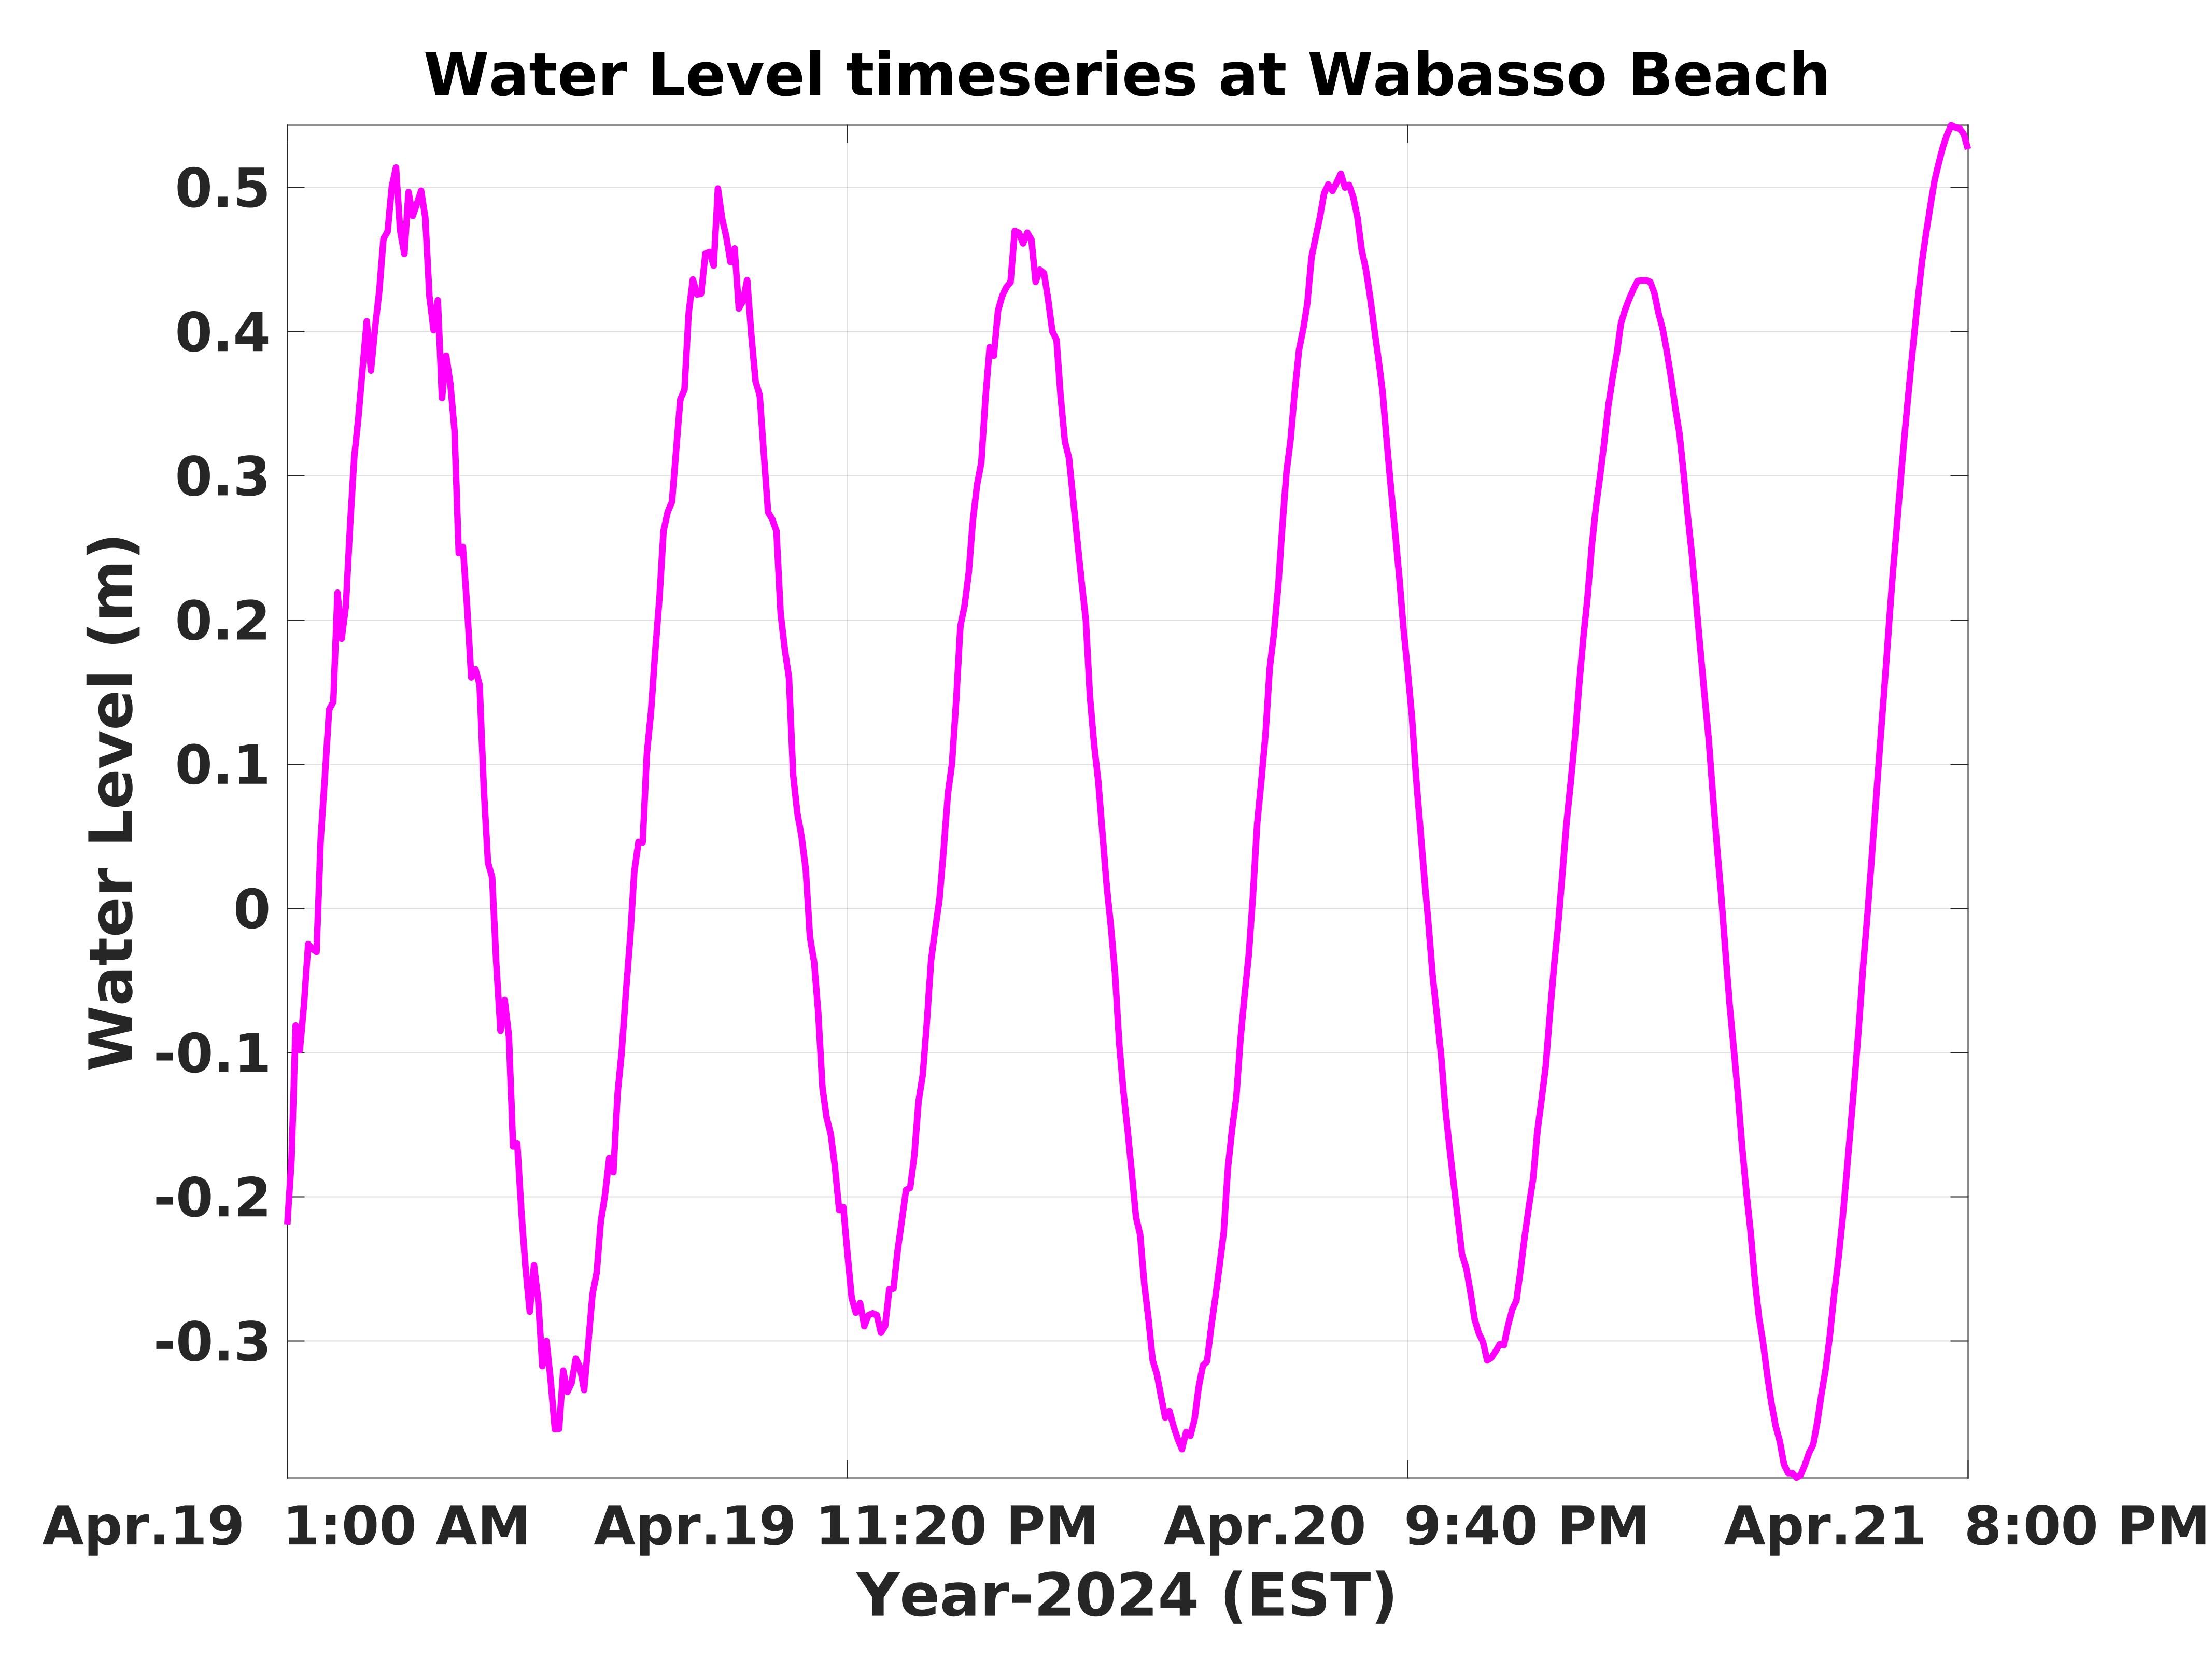 Water Level timeseries at Wabasso Beach
0.5
0.4
0.3
0.2
0.1
0
-0.1
-0.2
-0.3
Water Level (m)
Apr.19 1:00 AM Apr.19 11:20 PM Apr.20 9:40 PM Apr.21 8:00 PM
Year-2024 (EST)